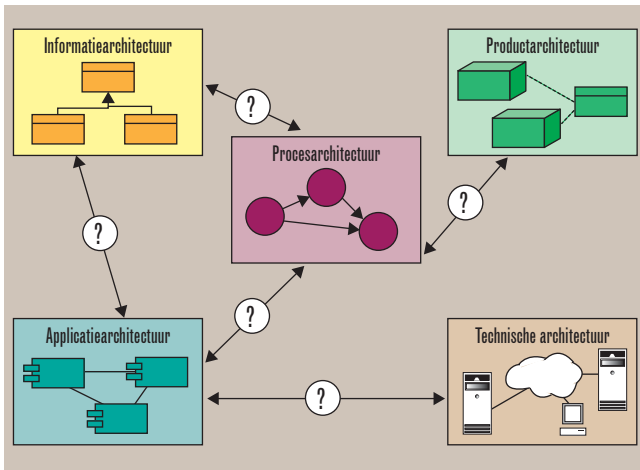 Informatiearchitectuur
Productarchitectuur
?
Procesarchitectuur
?
?
?
Applicatiearchitectuur
Technische architectuur
?